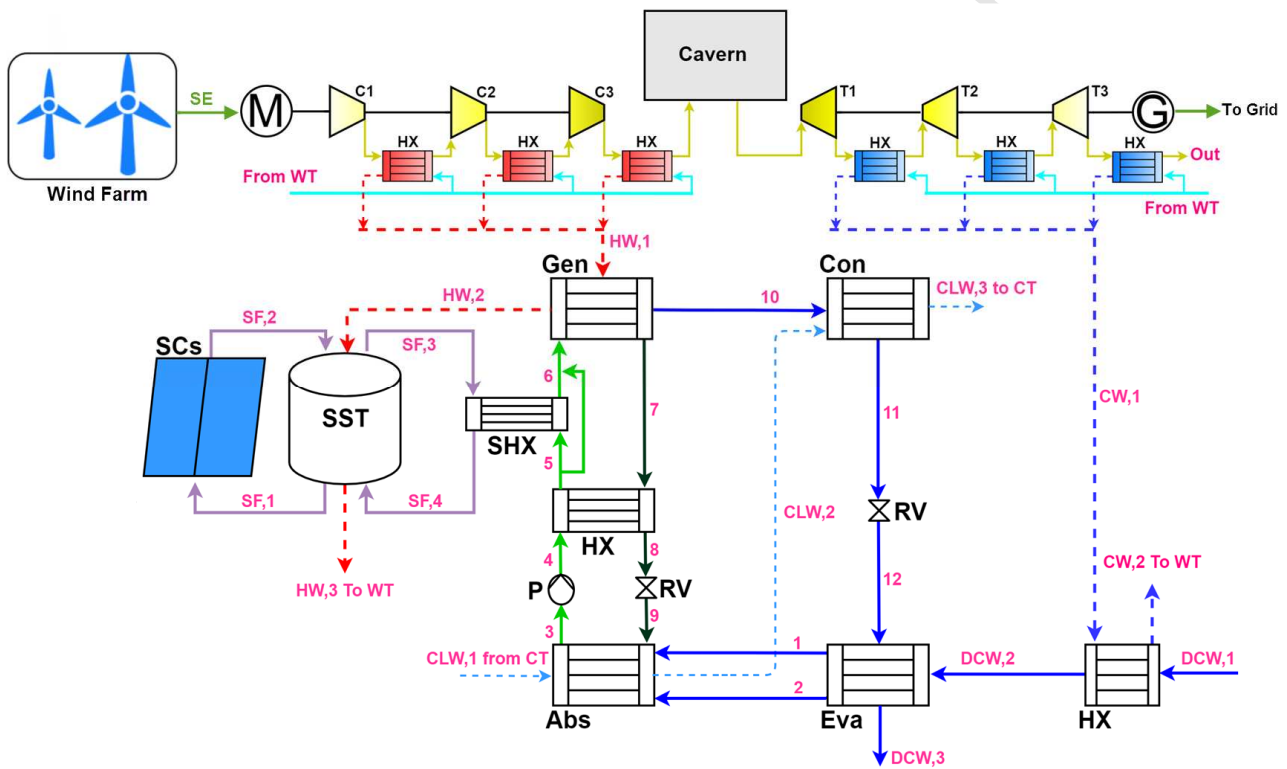 Cavern
C1
C2
C3
T1
T2
T3
SE
M
G
To Grid
HX
HX
HX
HX
HX
HX
Out
From WT
Wind Farm
From WT
HW,1
Gen
Con
HW,2
10
CLW,3 to CT
SF,2
SCs
SF,3
6
SST
7
11
CW,1
SHX
5
SF,1
SF,4
CLW,2
RV
HX
4
8
CW,2 To WT
HW,3 To WT
P
RV
12
3
9
CLW,1 from CT
1
DCW,2
DCW,1
2
Abs
Eva
HX
DCW,3